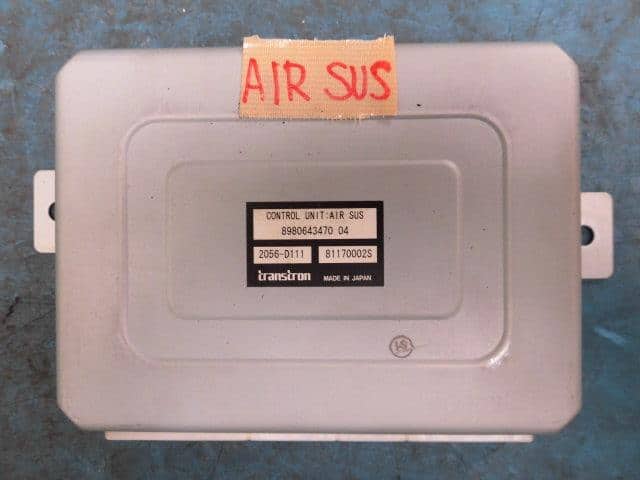 AIR SUS
CONTROL UNIT:AIR SUS
8980643470 04
2056-D111 81170002S
transtron MADE IN JAPAN